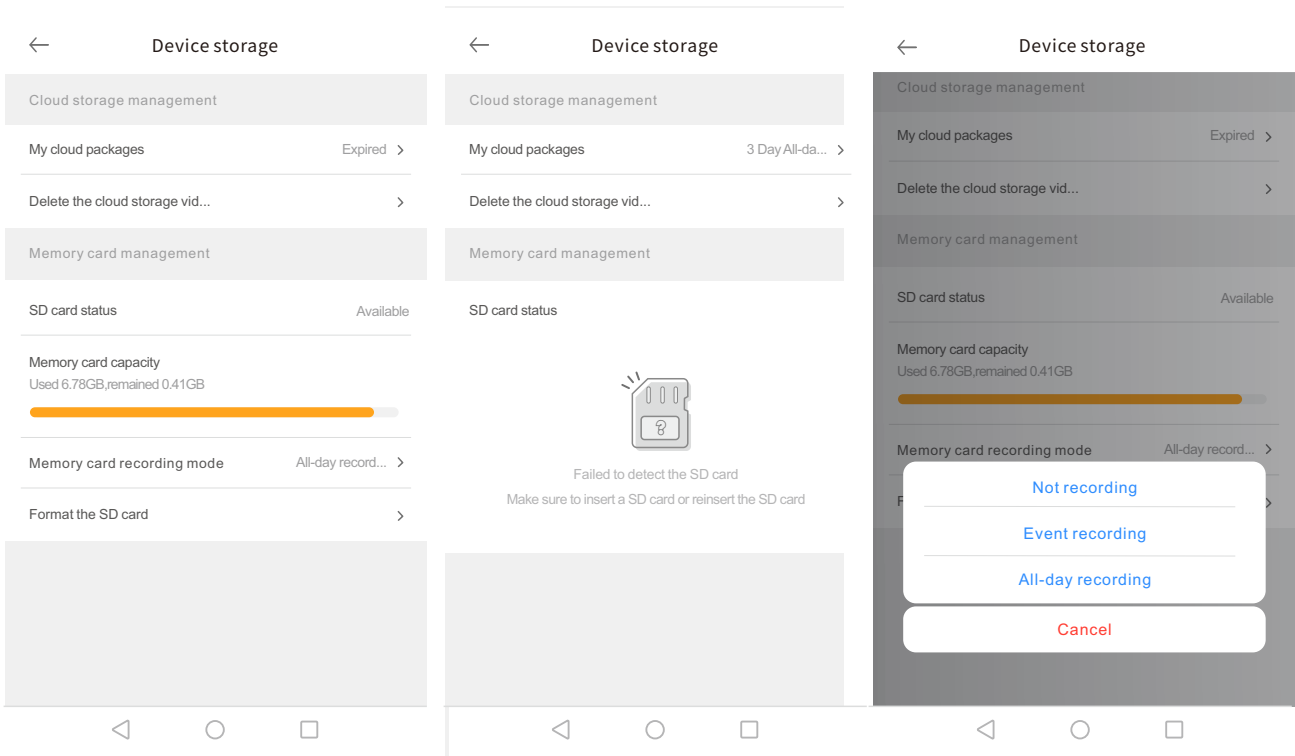 Device storage
Cloud storage management
My cloud packages
Expired
Delete the cloud storage vid...
Memory card management
SD card status
Available
Memory card capacity
Used 6.78GB,remained 0.41GB
Memory card recording mode
All-day record...
Format the SD card
Device storage
Cloud storage management
My cloud packages
3 Day All-da...
Delete the cloud storage vid...
Memory card management
SD card status
?
Failed to detect the SD card
Make sure to insert a SD card or reinsert the SD card
Device storage
Cloud storage management
My cloud packages
Expired
Delete the cloud storage vid...
Memory card management
SD card status
Available
Memory card capacity
Used 6.78GB,remained 0.41GB
Memory card recording mode
All-day record...
F
Not recording
Event recording
All-day recording
Cancel